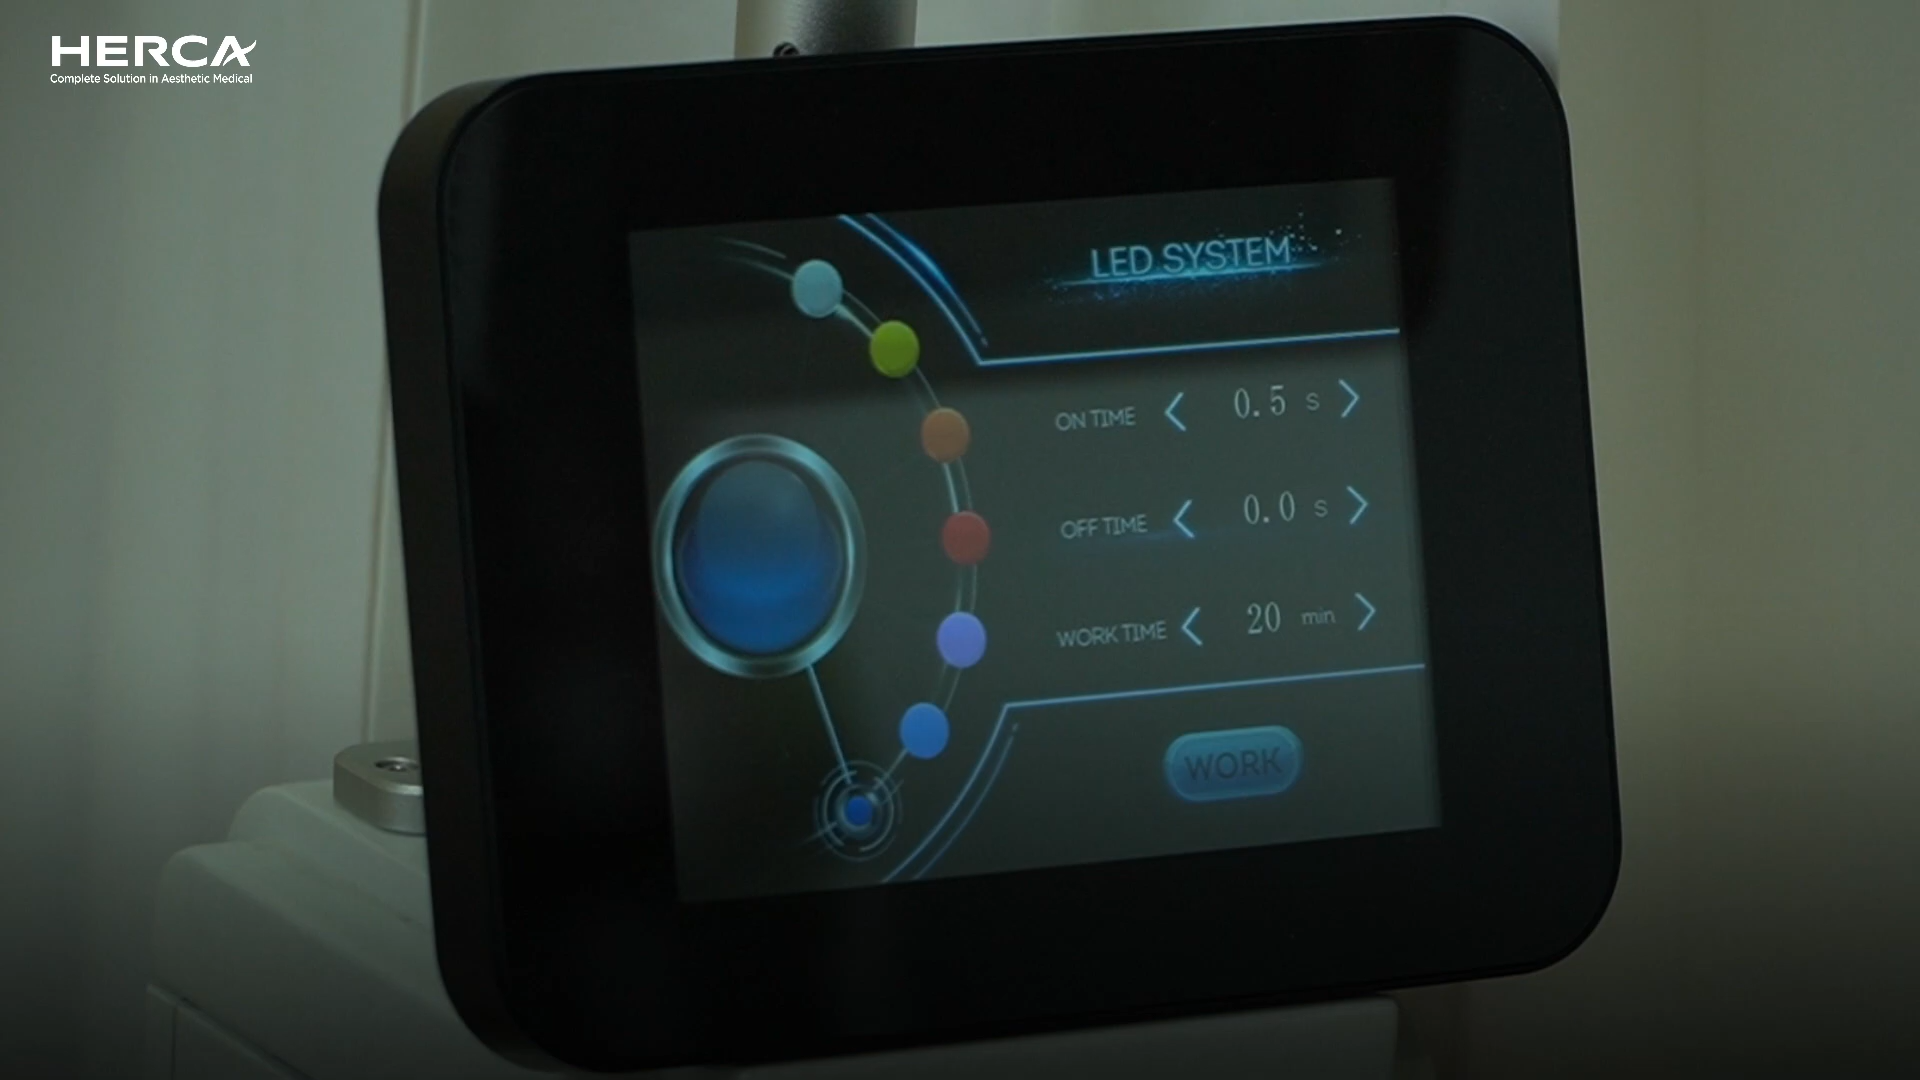 HERCA
Complete Solution in Aesthetic Medical
LED SYSTEM
ON TIME 0.5 s
OFF TIME 0.0 s
WORK TIME 20 min
WORK